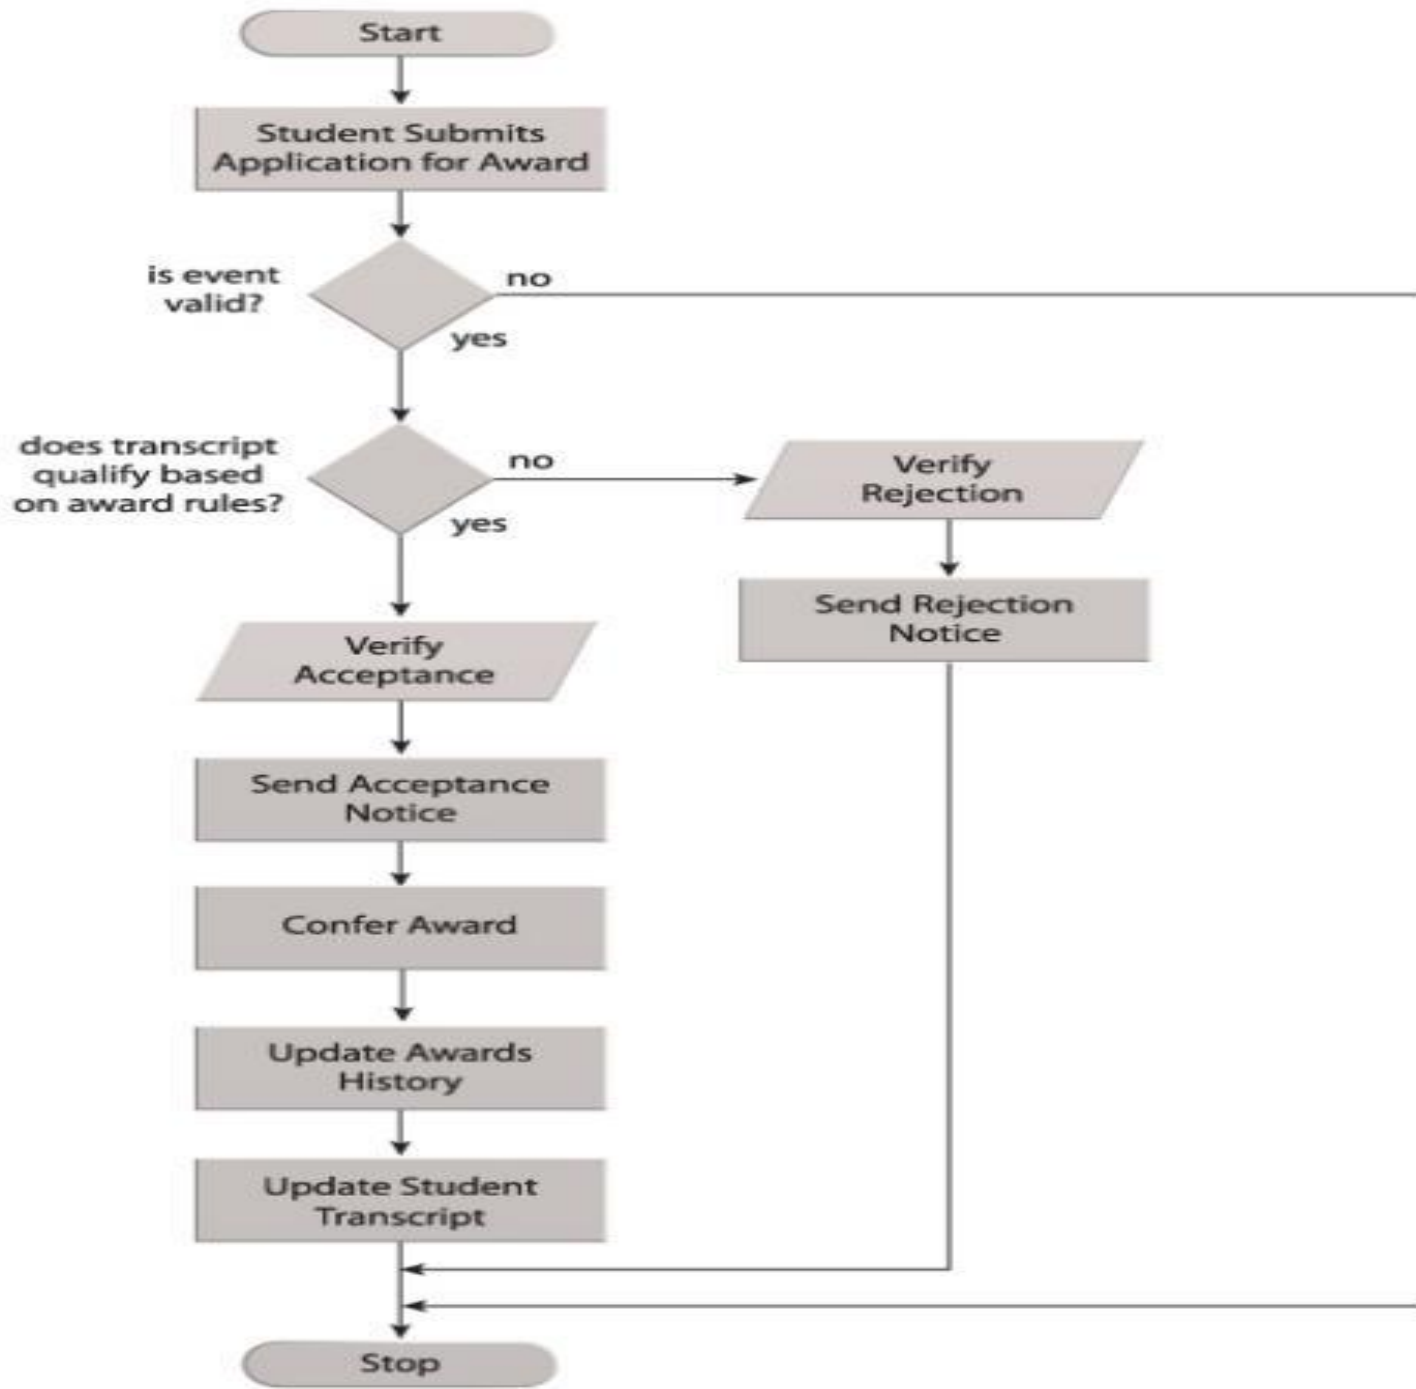 Start
Student Submits
Application for Award
is event
valid?
no
yes
does transcript
qualify based
on award rules?
no
yes
Verify
Rejection
Send Rejection
Notice
Verify
Acceptance
Send Acceptance
Notice
Confer Award
Update Awards
History
Update Student
Transcript
Stop